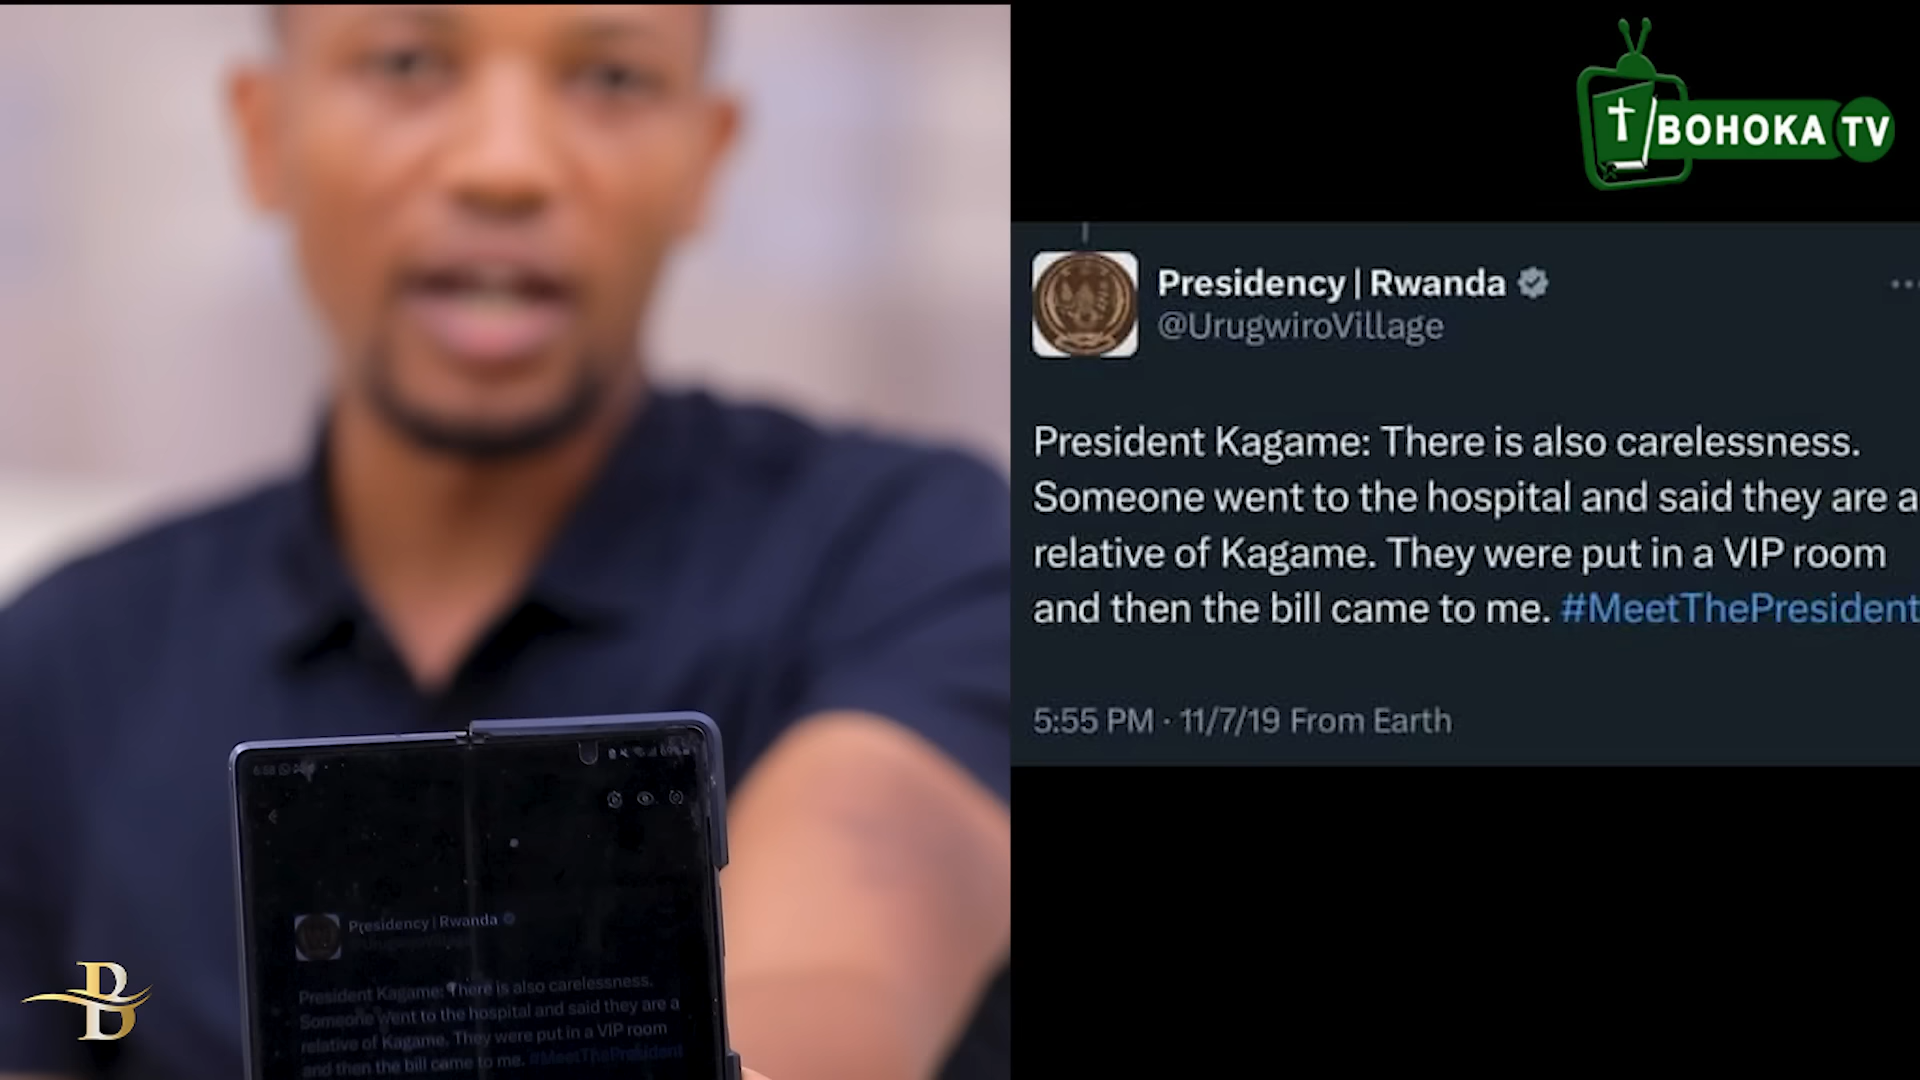 BOHOKA TV
Presidency | Rwanda
@UrugwiroVillage
President Kagame: There is also carelessness.
Someone went to the hospital and said they are a
relative of Kagame. They were put in a VIP room
and then the bill came to me. #MeetThePresident
5:55 PM · 11/7/19 From Earth
Presidency | Rwanda
@UrugwiroVillage
President Kagame: There is also carelessness.
Someone went to the hospital and said they are a
relative of Kagame. They were put in a VIP room
and then the bill came to me. #MeetThePresident
B